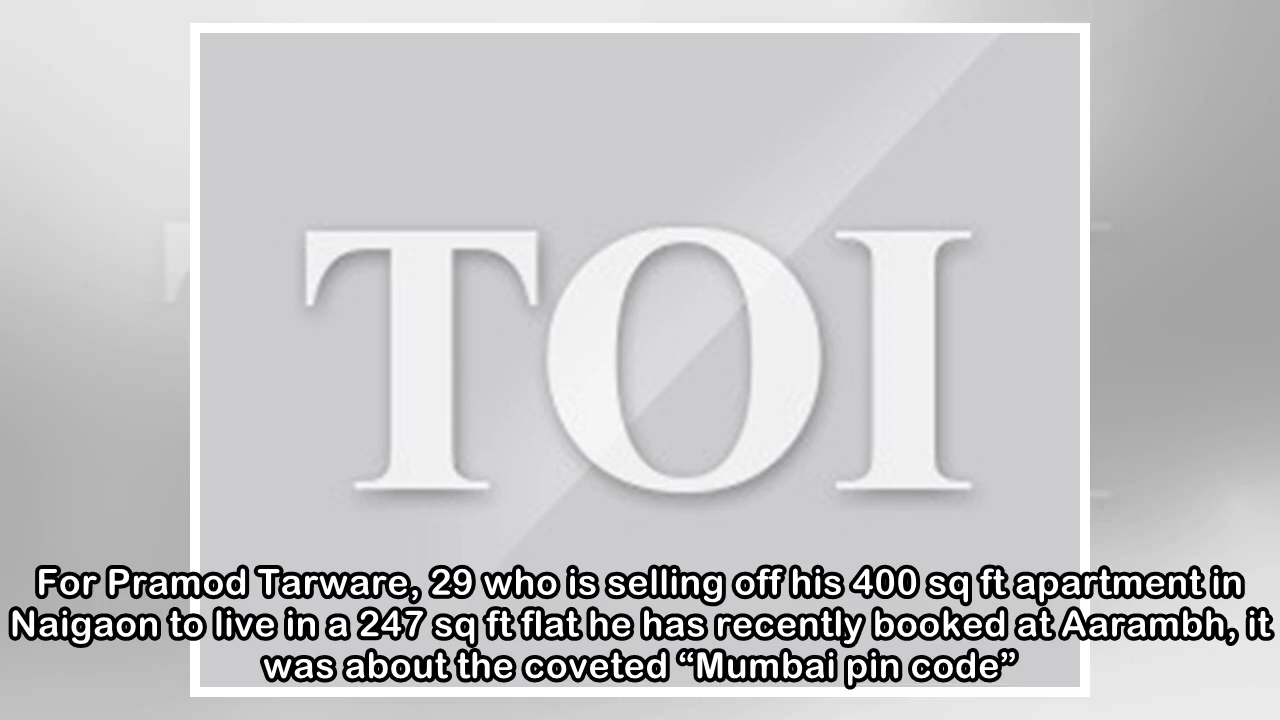 TOI
For Pramod Tarware, 29 who is selling off his 400 sq ft apartment in
Naigaon to live in a 247 sq ft flat he has recently booked at Aarambh, it
was about the coveted “Mumbai pin code”